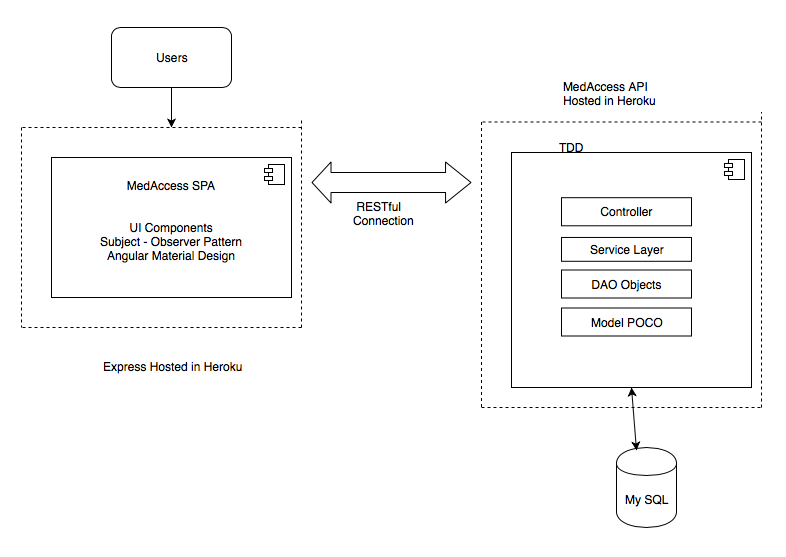 Users
MedAccess API
Hosted in Heroku
TDD
MedAccess SPA
UI Components
Subject - Observer Pattern
Angular Material Design
RESTful
Connection
Controller
Service Layer
DAO Objects
Model POCO
Express Hosted in Heroku
My SQL